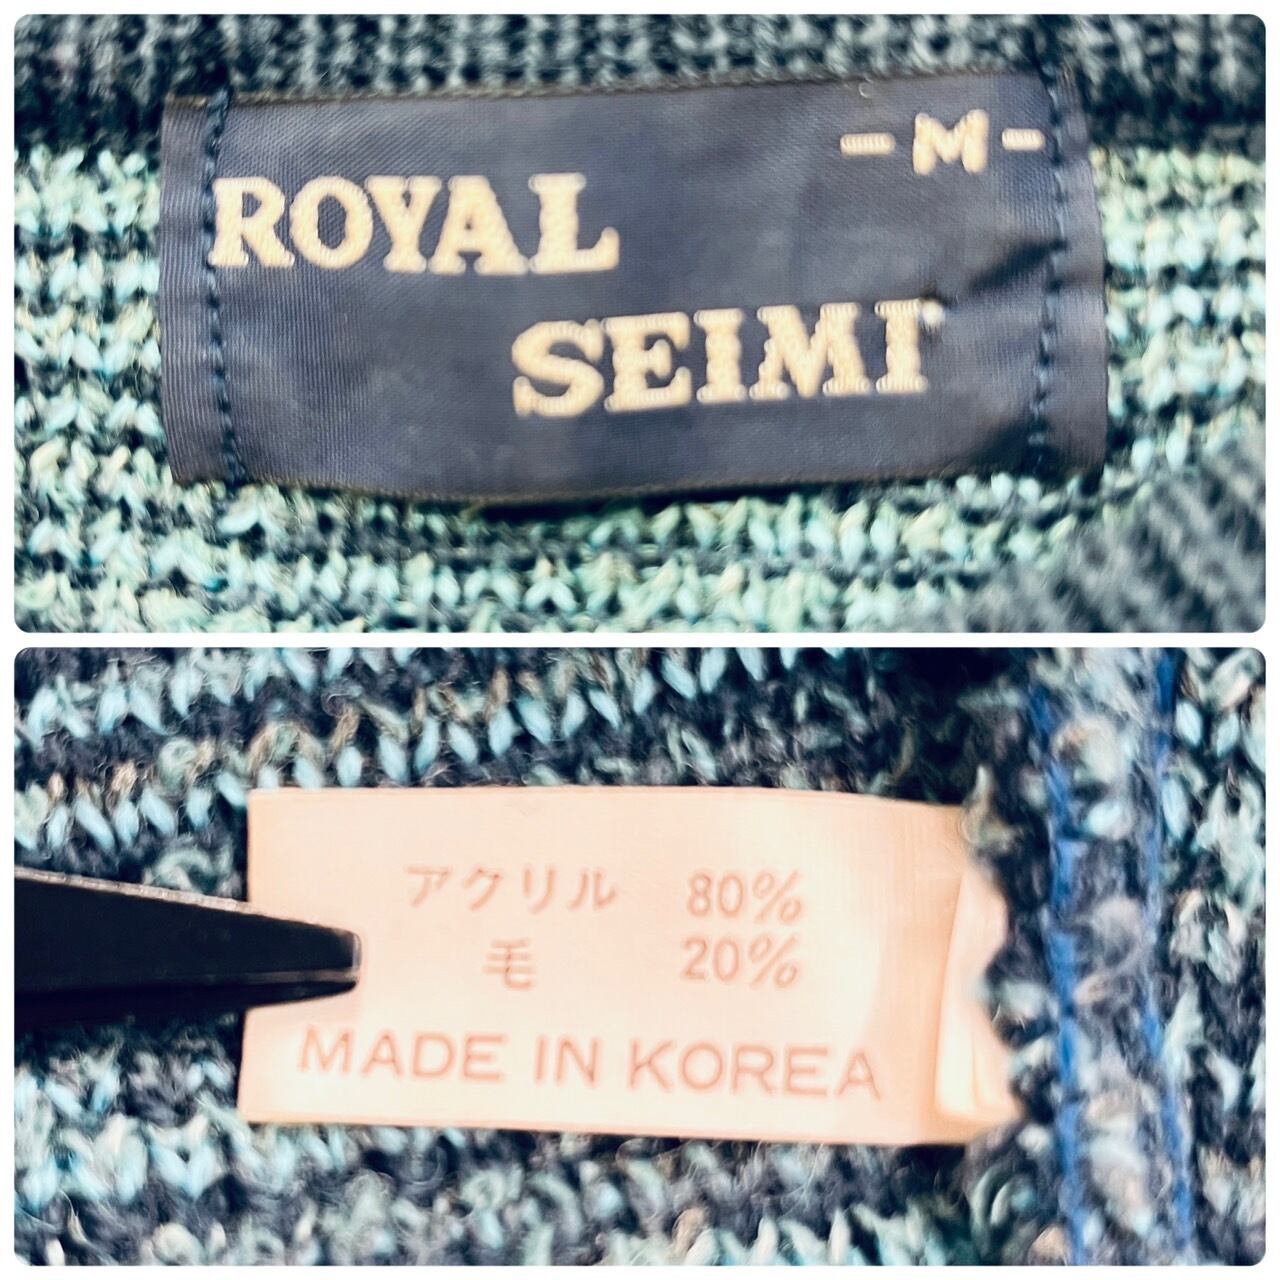 - M -
ROYAL
SEIMI
アクリル 80%
毛 20%
MADE IN KOREA